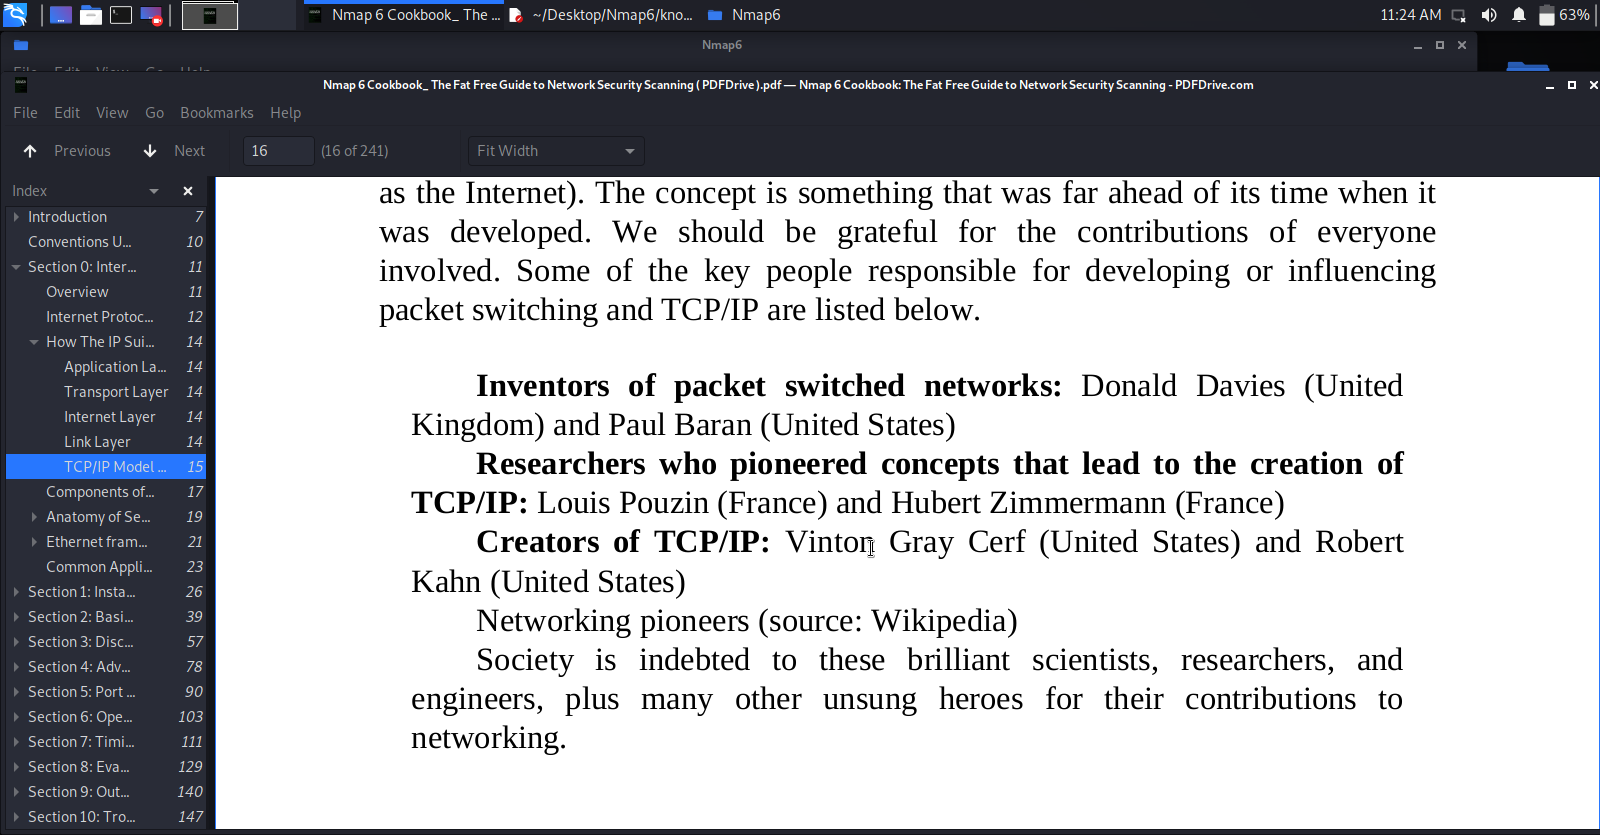 Nmap 6 Cookbook_ The ...
~/Desktop/Nmap6/kno...
Nmap6
11:24 AM
63%
Nmap6
File Edit View Go Help
Nmap 6 Cookbook_ The Fat Free Guide to Network Security Scanning ( PDFDrive ).pdf — Nmap 6 Cookbook: The Fat Free Guide to Network Security Scanning - PDFDrive.com
File Edit View Go Bookmarks Help
Previous Next 16 (16 of 241) Fit Width
Index
Introduction 7
Conventions U... 10
Section 0: Inter... 11
Overview 11
Internet Protoc... 12
How The IP Sui... 14
Application La... 14
Transport Layer 14
Internet Layer 14
Link Layer 14
TCP/IP Model ... 15
Components of... 17
Anatomy of Se... 19
Ethernet fram... 21
Common Appli... 23
Section 1: Insta... 26
Section 2: Basi... 39
Section 3: Disc... 57
Section 4: Adv... 78
Section 5: Port ... 90
Section 6: Ope... 103
Section 7: Timi... 111
Section 8: Eva... 129
Section 9: Out... 140
Section 10: Tro... 147
as the Internet). The concept is something that was far ahead of its time when it
was developed. We should be grateful for the contributions of everyone
involved. Some of the key people responsible for developing or influencing
packet switching and TCP/IP are listed below.
Inventors of packet switched networks: Donald Davies (United
Kingdom) and Paul Baran (United States)
Researchers who pioneered concepts that lead to the creation of
TCP/IP: Louis Pouzin (France) and Hubert Zimmermann (France)
Creators of TCP/IP: Vinton Gray Cerf (United States) and Robert
Kahn (United States)
Networking pioneers (source: Wikipedia)
Society is indebted to these brilliant scientists, researchers, and
engineers, plus many other unsung heroes for their contributions to
networking.